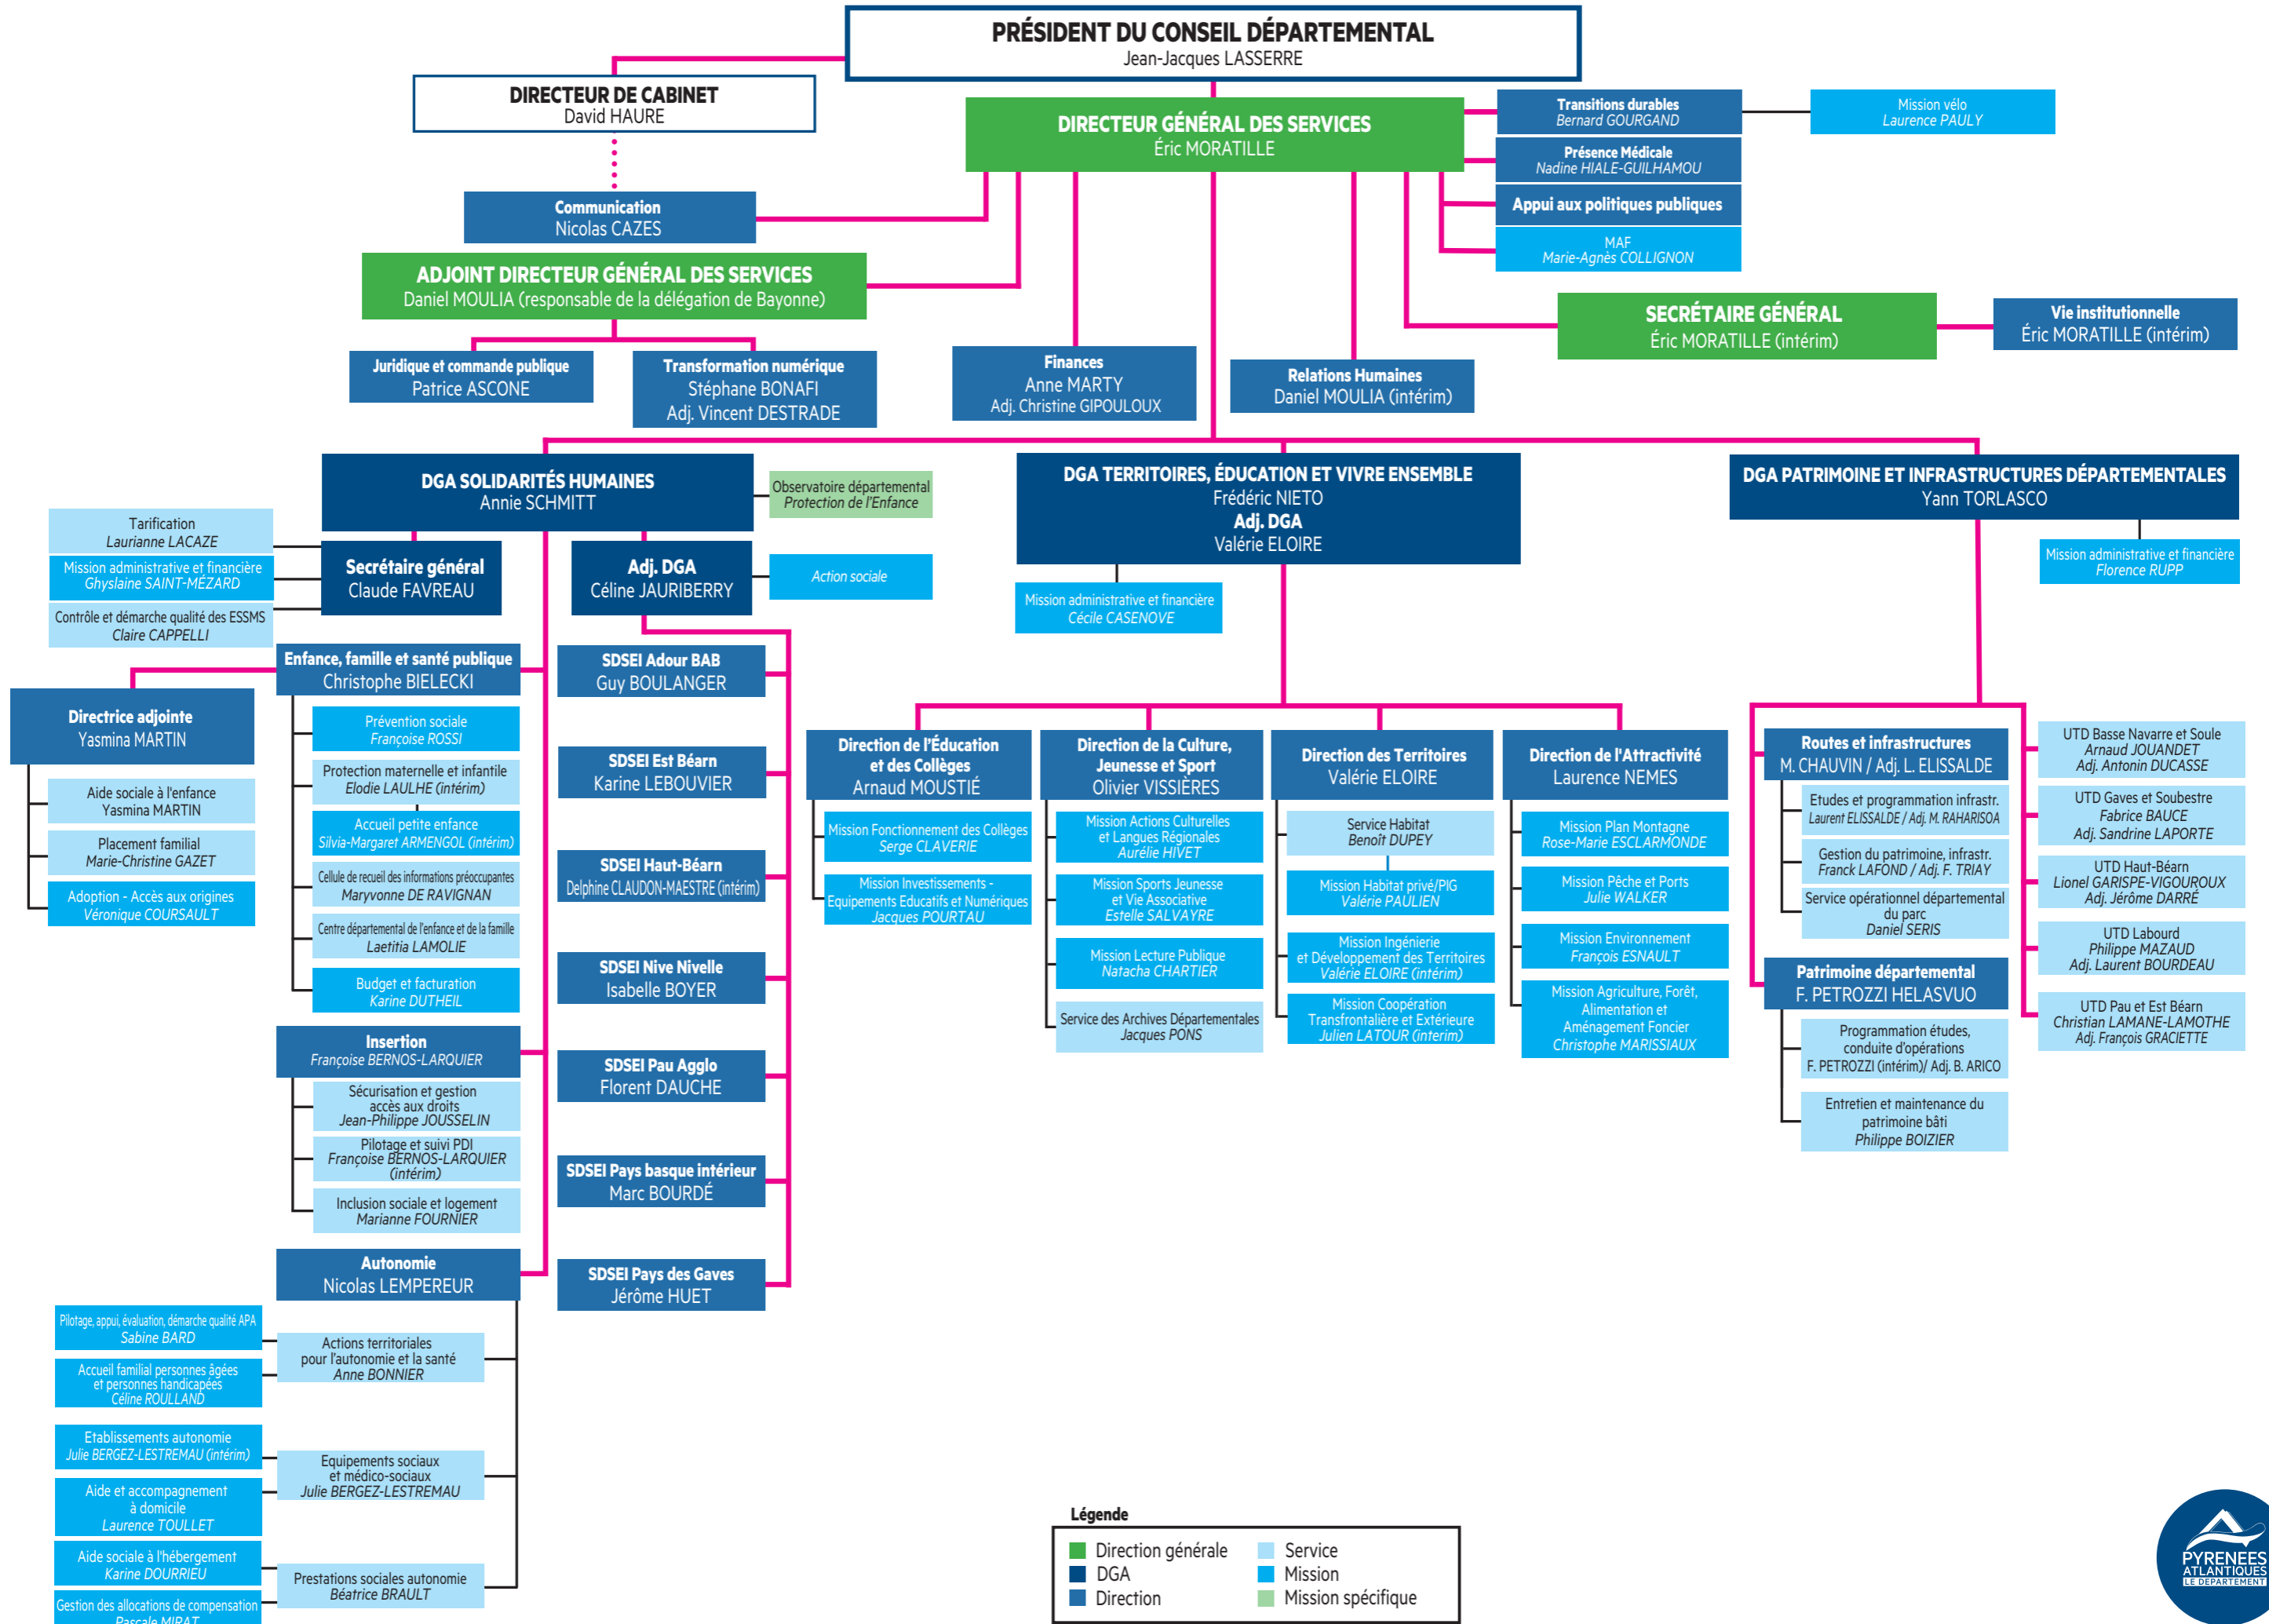 PRÉSIDENT DU CONSEIL DÉPARTEMENTAL
Jean-Jacques LASSERRE
DIRECTEUR DE CABINET
David HAURE
DIRECTEUR GÉNÉRAL DES SERVICES
Éric MORATILLE
Transitions durables
Bernard GOURGAND
Mission vélo
Laurence PAULY
Présence Médicale
Nadine HIALE-GUILHAMOU
Appui aux politiques publiques
MAF
Marie-Agnès COLLIGNON
Communication
Nicolas CAZES
ADJOINT DIRECTEUR GÉNÉRAL DES SERVICES
Daniel MOULIA (responsable de la délégation de Bayonne)
SECRÉTAIRE GÉNÉRAL
Éric MORATILLE (intérim)
Vie institutionnelle
Éric MORATILLE (intérim)
Juridique et commande publique
Patrice ASCONE
Transformation numérique
Stéphane BONAFI
Adj. Vincent DESTRADE
Finances
Anne MARTY
Adj. Christine GIPOULOUX
Relations Humaines
Daniel MOULIA (intérim)
DGA SOLIDARITÉS HUMAINES
Annie SCHMITT
Observatoire départemental
Protection de l'Enfance
Tarification
Laurianne LACAZE
Mission administrative et financière
Ghyslaine SAINT-MÉZARD
Contrôle et démarche qualité des ESSMS
Claire CAPPELLI
Secrétaire général
Claude FAVREAU
Adj. DGA
Céline JAURIBERRY
Action sociale
Enfance, famille et santé publique
Christophe BIELECKI
Directrice adjointe
Yasmina MARTIN
Aide sociale à l'enfance
Yasmina MARTIN
Placement familial
Marie-Christine GAZET
Adoption - Accès aux origines
Véronique COURSAULT
Prévention sociale
Françoise ROSSI
Protection maternelle et infantile
Elodie LAULHE (intérim)
Accueil petite enfance
Silvia-Margaret ARMENGOL (intérim)
Cellule de recueil des informations préoccupantes
Maryvonne DE RAVIGNAN
Centre départemental de l'enfance et de la famille
Laetitia LAMOLIE
Budget et facturation
Karine DUTHEIL
Insertion
Françoise BERNOS-LARQUIER
Sécurisation et gestion
accès aux droits
Jean-Philippe JOUSSELIN
Pilotage et suivi PDI
Françoise BERNOS-LARQUIER
(intérim)
Inclusion sociale et logement
Marianne FOURNIER
Autonomie
Nicolas LEMPEREUR
Pilotage, appui, évaluation, démarche qualité APA
Sabine BARD
Accueil familial personnes âgées
et personnes handicapées
Céline ROULLAND
Actions territoriales
pour l'autonomie et la santé
Anne BONNIER
Etablissements autonomie
Julie BERGEZ-LESTREMAU (intérim)
Aide et accompagnement
à domicile
Laurence TOULLET
Equipements sociaux
et médico-sociaux
Julie BERGEZ-LESTREMAU
Aide sociale à l'hébergement
Karine DOURRIEU
Gestion des allocations de compensation
Pascale MIRAT
Prestations sociales autonomie
Béatrice BRAULT
SDSEI Adour BAB
Guy BOULANGER
SDSEI Est Béarn
Karine LEBOUVIER
SDSEI Haut-Béarn
Delphine CLAUDON-MAESTRE (intérim)
SDSEI Nive Nivelle
Isabelle BOYER
SDSEI Pau Agglo
Florent DAUCHE
SDSEI Pays basque intérieur
Marc BOURDÉ
SDSEI Pays des Gaves
Jérôme HUET
DGA TERRITOIRES, ÉDUCATION ET VIVRE ENSEMBLE
Frédéric NIETO
Adj. DGA
Valérie ELOIRE
Mission administrative et financière
Cécile CASENOVE
Direction de l'Éducation
et des Collèges
Arnaud MOUSTIÉ
Mission Fonctionnement des Collèges
Serge CLAVERIE
Mission Investissements -
Equipements Educatifs et Numériques
Jacques POURTAU
Direction de la Culture,
Jeunesse et Sport
Olivier VISSIÈRES
Mission Actions Culturelles
et Langues Régionales
Aurélie HIVET
Mission Sports Jeunesse
et Vie Associative
Estelle SALVAYRE
Mission Lecture Publique
Natacha CHARTIER
Service des Archives Départementales
Jacques PONS
Direction des Territoires
Valérie ELOIRE
Service Habitat
Benoît DUPEY
Mission Habitat privé/PIG
Valérie PAULIEN
Mission Ingénierie
et Développement des Territoires
Valérie ELOIRE (intérim)
Mission Coopération
Transfrontalière et Extérieure
Julien LATOUR (interim)
Direction de l'Attractivité
Laurence NEMES
Mission Plan Montagne
Rose-Marie ESCLARMONDE
Mission Pêche et Ports
Julie WALKER
Mission Environnement
François ESNAULT
Mission Agriculture, Forêt,
Alimentation et
Aménagement Foncier
Christophe MARISSIAUX
DGA PATRIMOINE ET INFRASTRUCTURES DÉPARTEMENTALES
Yann TORLASCO
Mission administrative et financière
Florence RUPP
Routes et infrastructures
M. CHAUVIN / Adj. L. ELISSALDE
Etudes et programmation infrastr.
Laurent ELISSALDE / Adj. M. RAHARISOA
Gestion du patrimoine, infrastr.
Franck LAFOND / Adj. F. TRIAY
Service opérationnel départemental
du parc
Daniel SERIS
Patrimoine départemental
F. PETROZZI HELASVUO
Programmation études,
conduite d'opérations
F. PETROZZI (intérim)/ Adj. B. ARICO
Entretien et maintenance du
patrimoine bâti
Philippe BOIZIER
UTD Basse Navarre et Soule
Arnaud JOUANDET
Adj. Antonin DUCASSE
UTD Gaves et Soubestre
Fabrice BAUCE
Adj. Sandrine LAPORTE
UTD Haut-Béarn
Lionel GARISPE-VIGOUROUX
Adj. Jérôme DARRÉ
UTD Labourd
Philippe MAZAUD
Adj. Laurent BOURDEAU
UTD Pau et Est Béarn
Christian LAMANE-LAMOTHE
Adj. François GRACIETTE
Légende
Direction générale
DGA
Direction
Service
Mission
Mission spécifique
PYRENEES
ATLANTIQUES
LE DEPARTEMENT